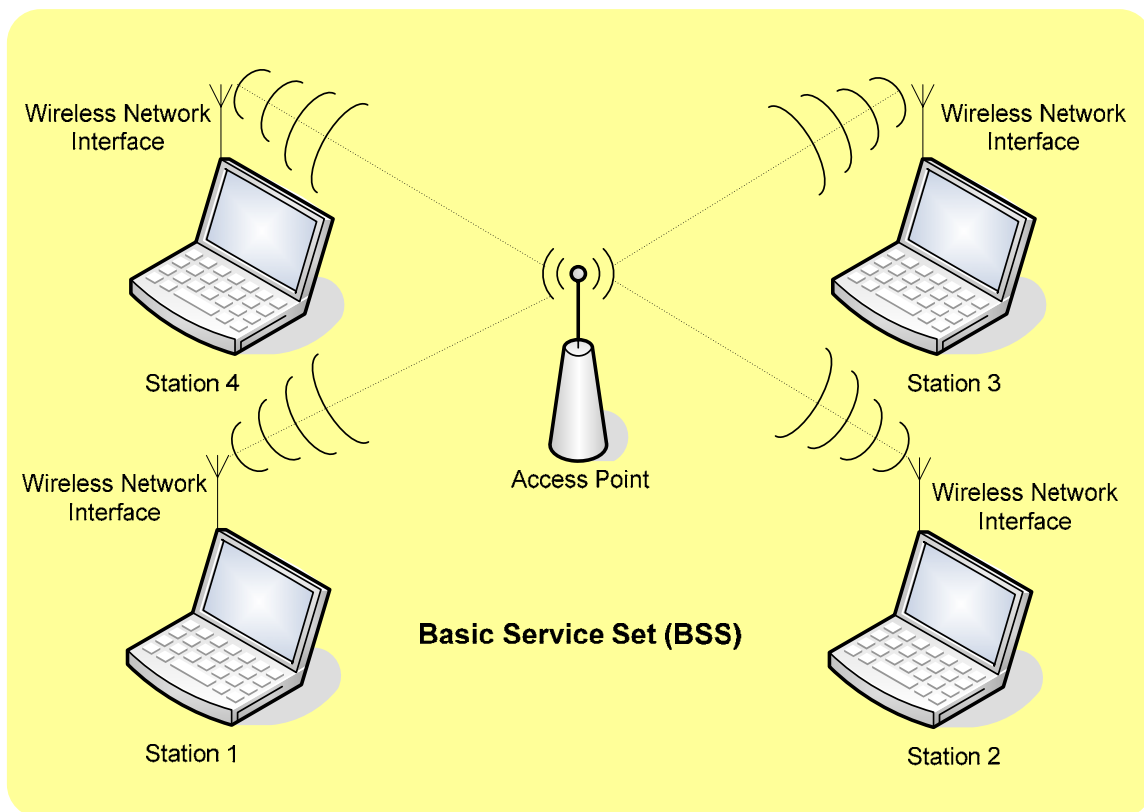 Wireless Network
Interface
Wireless Network
Interface
Station 4
Station 3
Access Point
Wireless Network
Interface
Wireless Network
Interface
Basic Service Set (BSS)
Station 1
Station 2